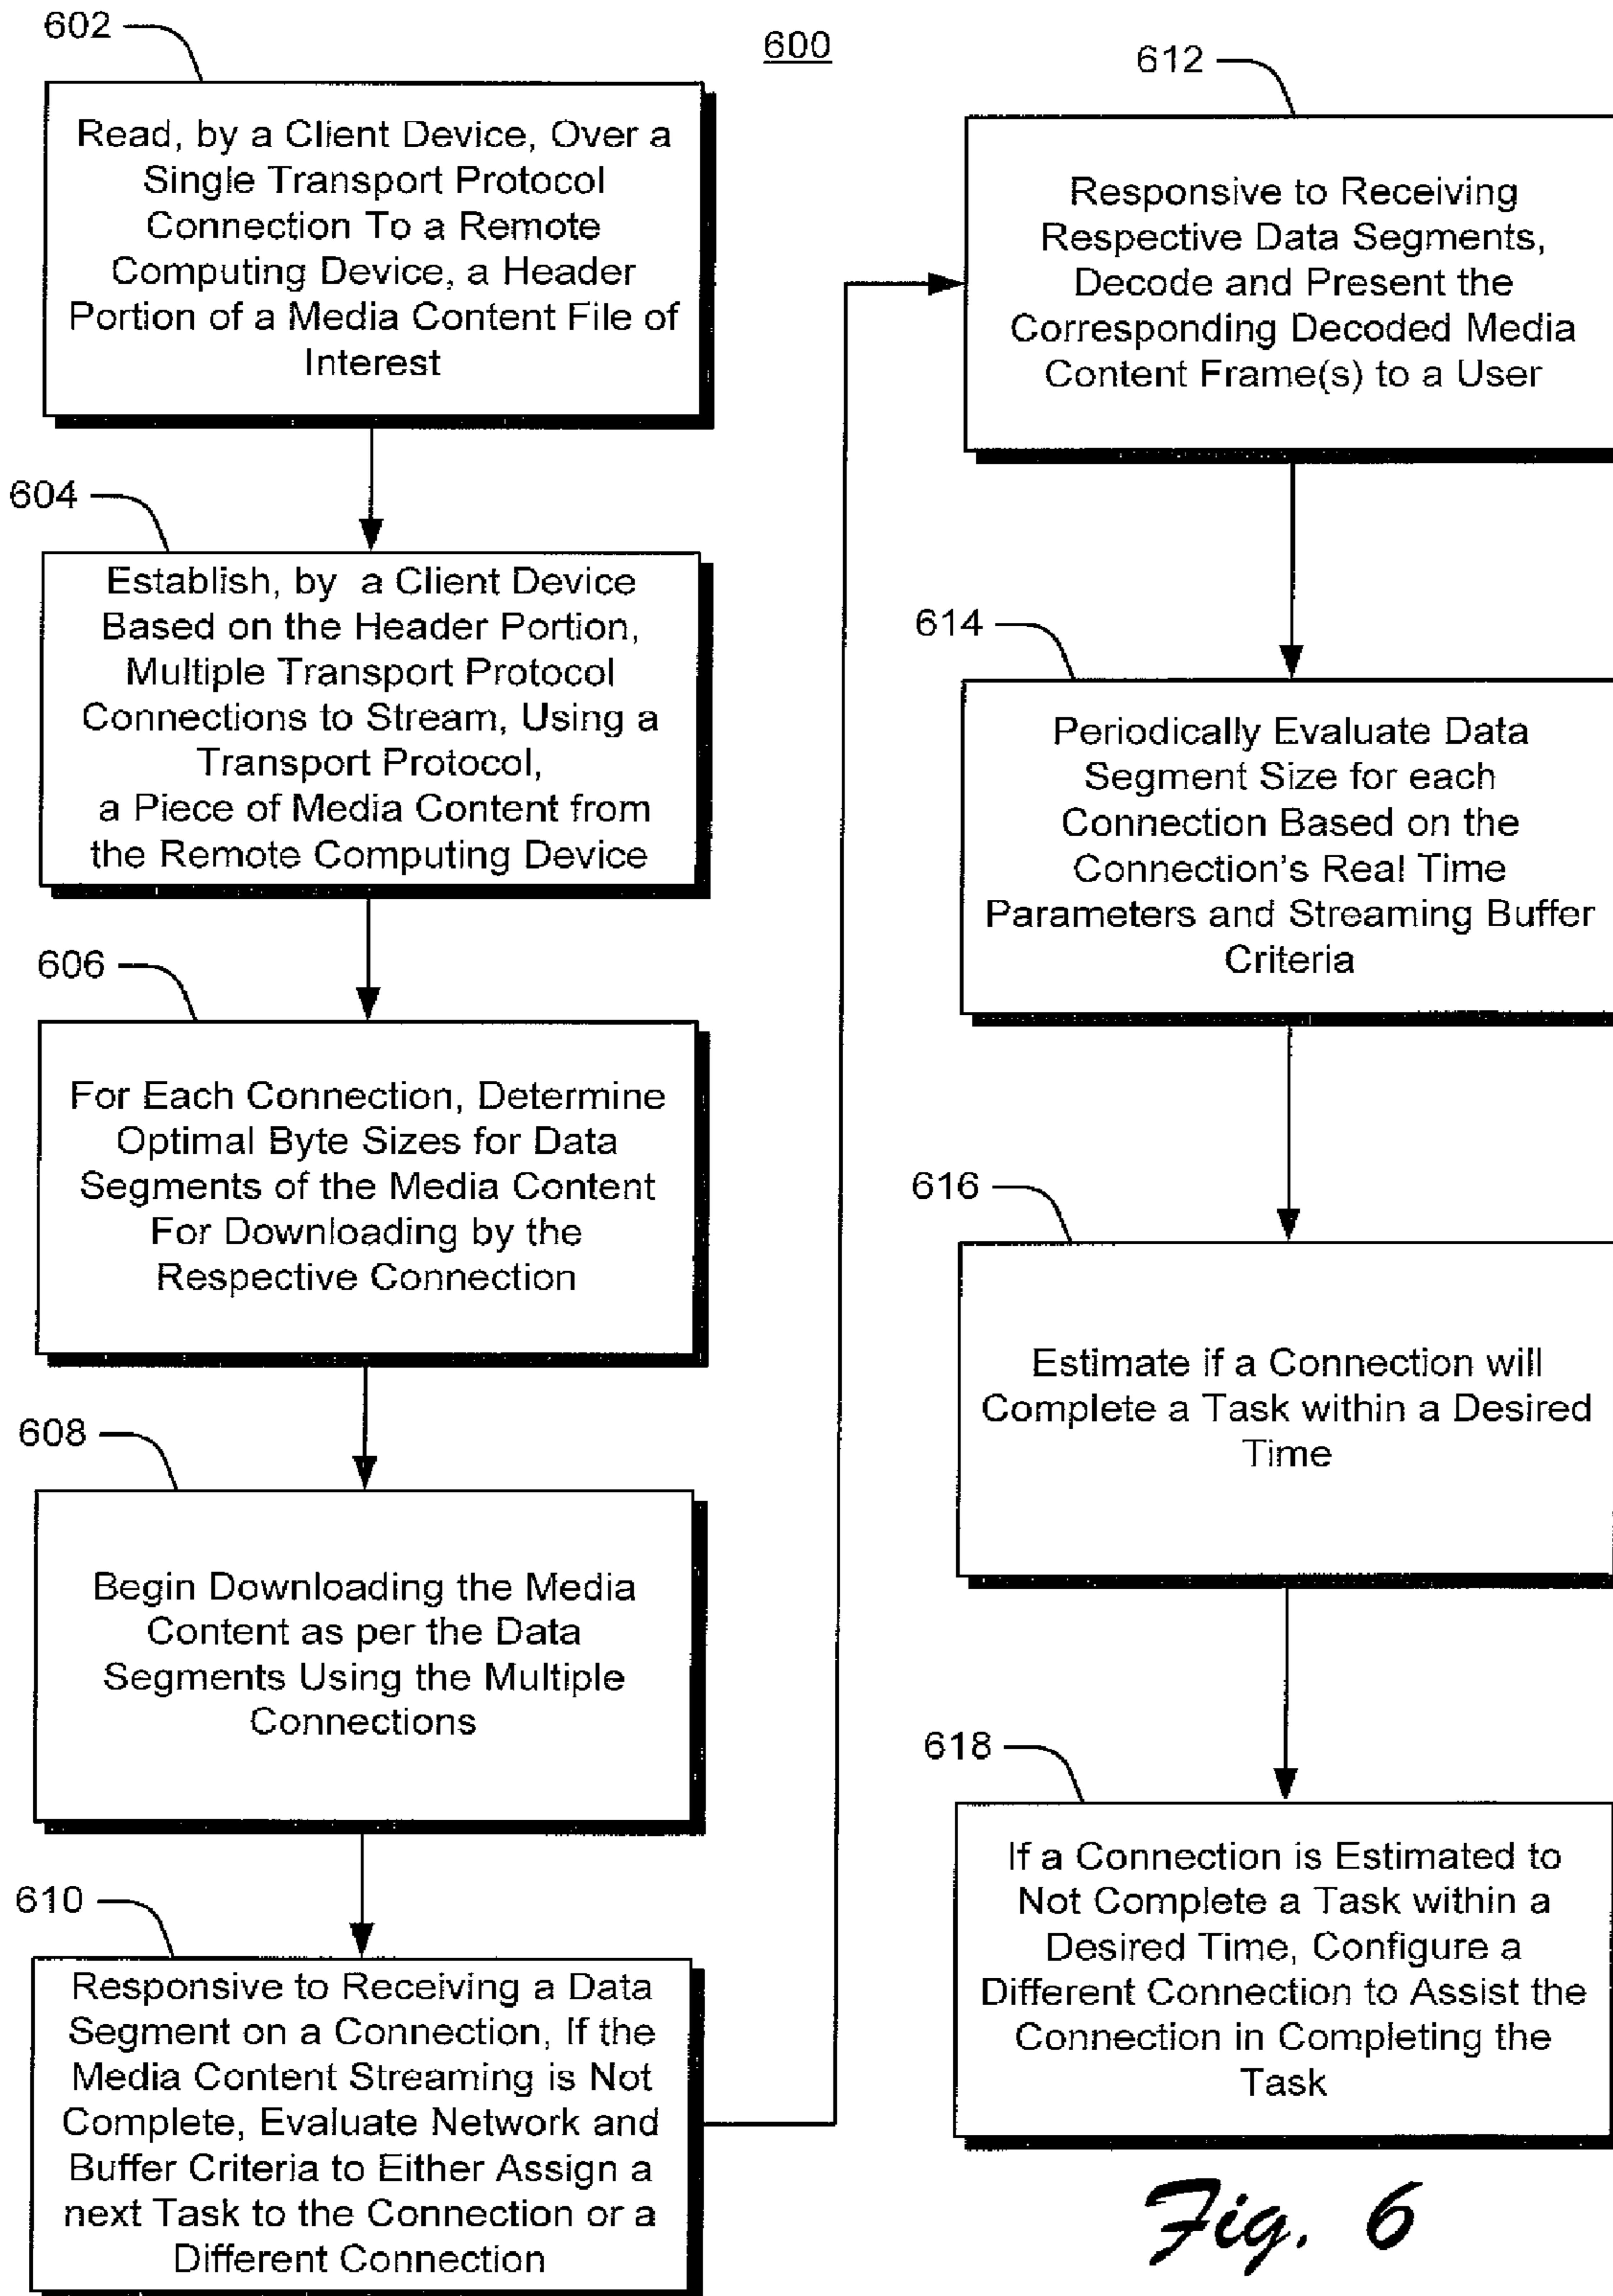 600
602
Read, by a Client Device, Over a
Single Transport Protocol
Connection To a Remote
Computing Device, a Header
Portion of a Media Content File of
Interest
604
Establish, by a Client Device
Based on the Header Portion,
Multiple Transport Protocol
Connections to Stream, Using a
Transport Protocol,
a Piece of Media Content from
the Remote Computing Device
606
For Each Connection, Determine
Optimal Byte Sizes for Data
Segments of the Media Content
For Downloading by the
Respective Connection
608
Begin Downloading the Media
Content as per the Data
Segments Using the Multiple
Connections
610
Responsive to Receiving a Data
Segment on a Connection, If the
Media Content Streaming is Not
Complete, Evaluate Network and
Buffer Criteria to Either Assign a
next Task to the Connection or a
Different Connection
612
Responsive to Receiving
Respective Data Segments,
Decode and Present the
Corresponding Decoded Media
Content Frame(s) to a User
614
Periodically Evaluate Data
Segment Size for each
Connection Based on the
Connection's Real Time
Parameters and Streaming Buffer
Criteria
616
Estimate if a Connection will
Complete a Task within a Desired
Time
618
If a Connection is Estimated to
Not Complete a Task within a
Desired Time, Configure a
Different Connection to Assist the
Connection in Completing the
Task
Fig. 6